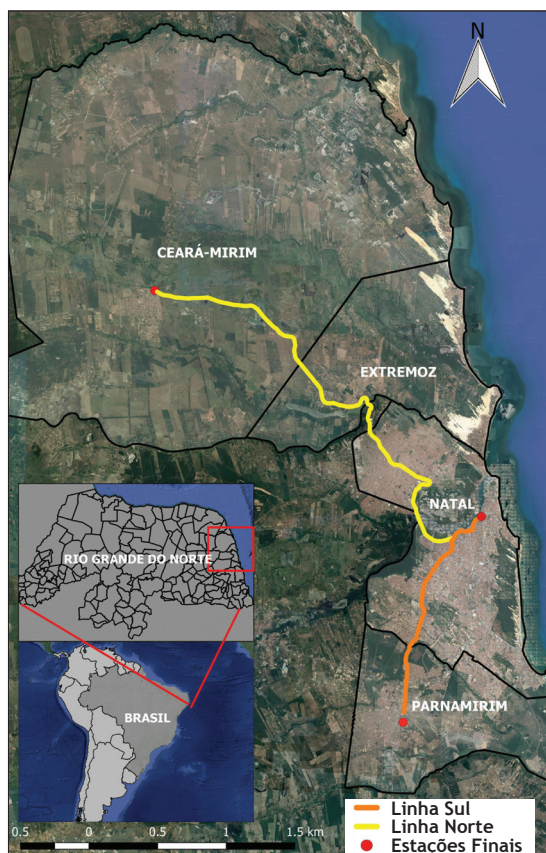 N
CEARÁ-MIRIM
EXTREMOZ
NATAL
RIO GRANDE DO NORTE
BRASIL
PARNAMIRIM
0.5 0 0.5 1 1.5 km
Linha Sul
Linha Norte
Estações Finais